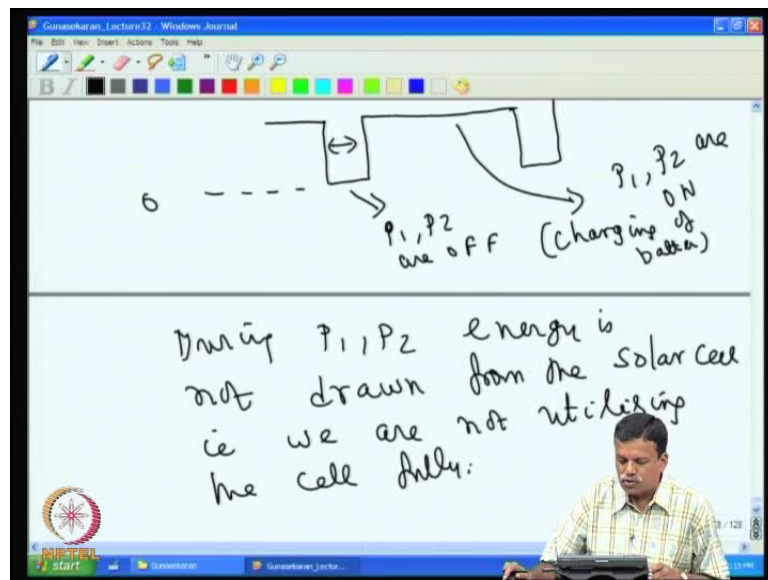 Gunasekaran_Lecture32 - Windows Journal
File Edit View Insert Actions Tools Help
B I
0
P1, P2
are OFF
P1, P2 are
ON
(Charging of
battery)
During P1, P2 energy is
not drawn from the solar cell
ie we are not utilising
the cell fully.
NPTEL
start
Gunasekaran
Gunasekaran_Lectur...